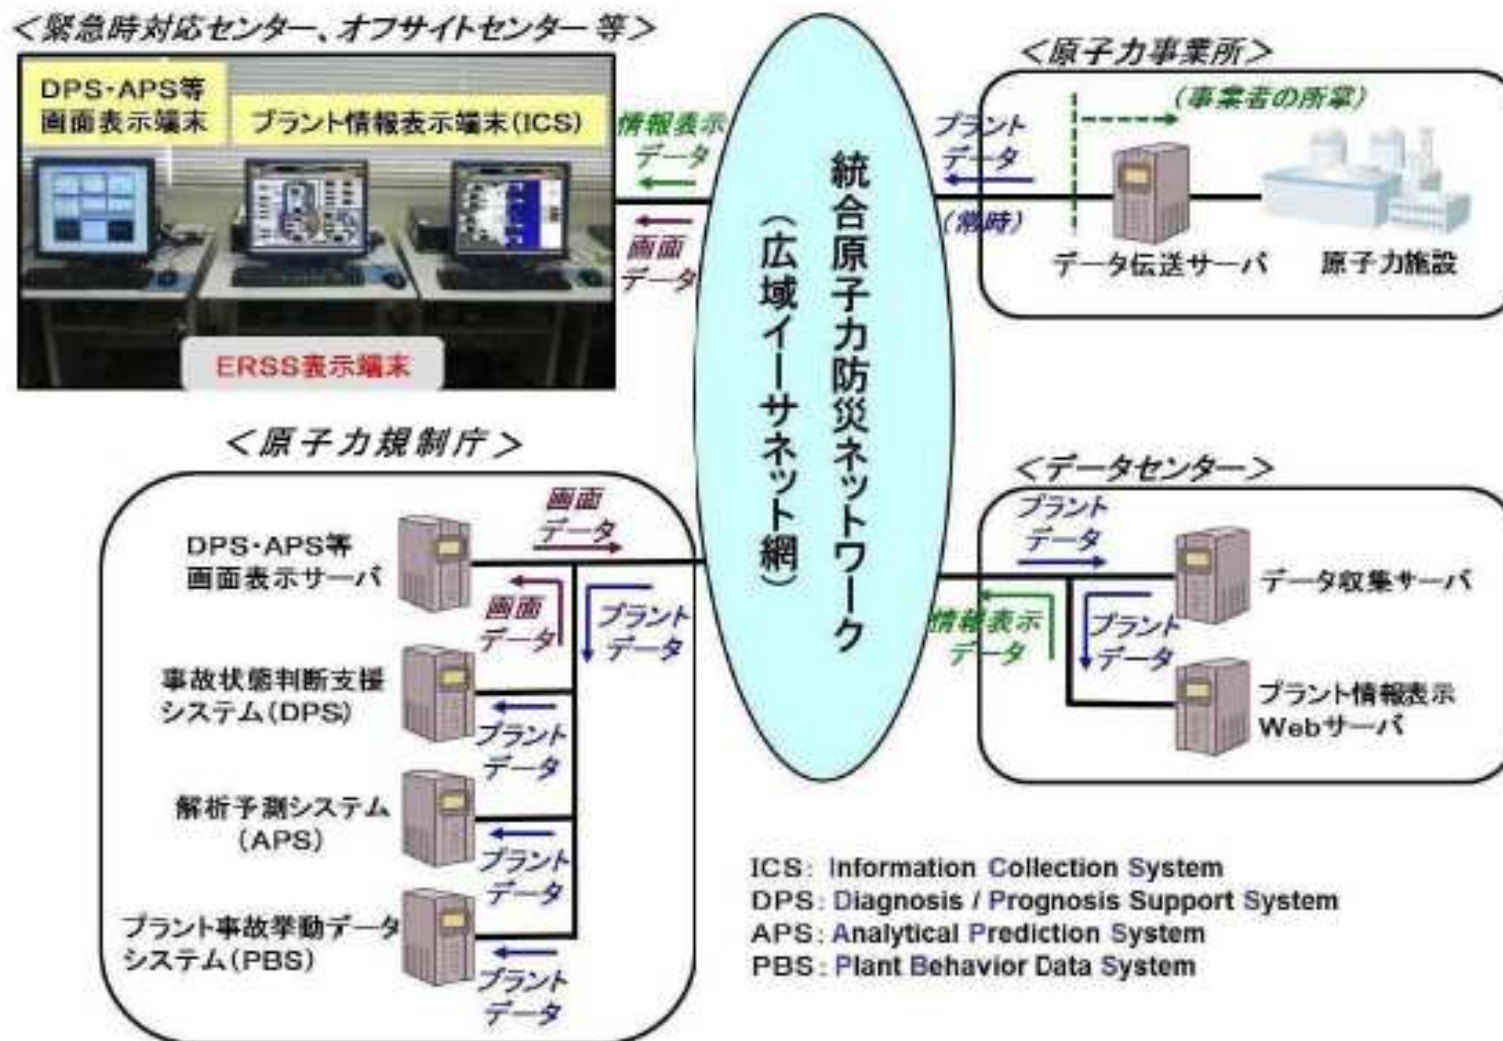 ＜緊急時対応センター、オフサイトセンター 等＞
DPS･APS等
画面表示端末
プラント情報表示端末(ICS)
ERSS表示端末
情報表示
データ
画面
データ
統合原子力防災ネットワーク
（広域イーサネット網）
＜原子力事業所＞
(事業者の所掌)
プラント
データ
(常時)
データ伝送サーバ
原子力施設
＜原子力規制庁＞
画面
データ
DPS･APS等
画面表示サーバ
画面
データ
プラント
データ
事故状態判断支援
システム(DPS)
プラント
データ
解析予測システム
(APS)
プラント
データ
プラント事故挙動データ
システム(PBS)
プラント
データ
＜データセンター＞
プラント
データ
データ収集サーバ
情報表示
データ
プラント
データ
プラント情報表示
Webサーバ
ICS: Information Collection System
DPS: Diagnosis / Prognosis Support System
APS: Analytical Prediction System
PBS: Plant Behavior Data System